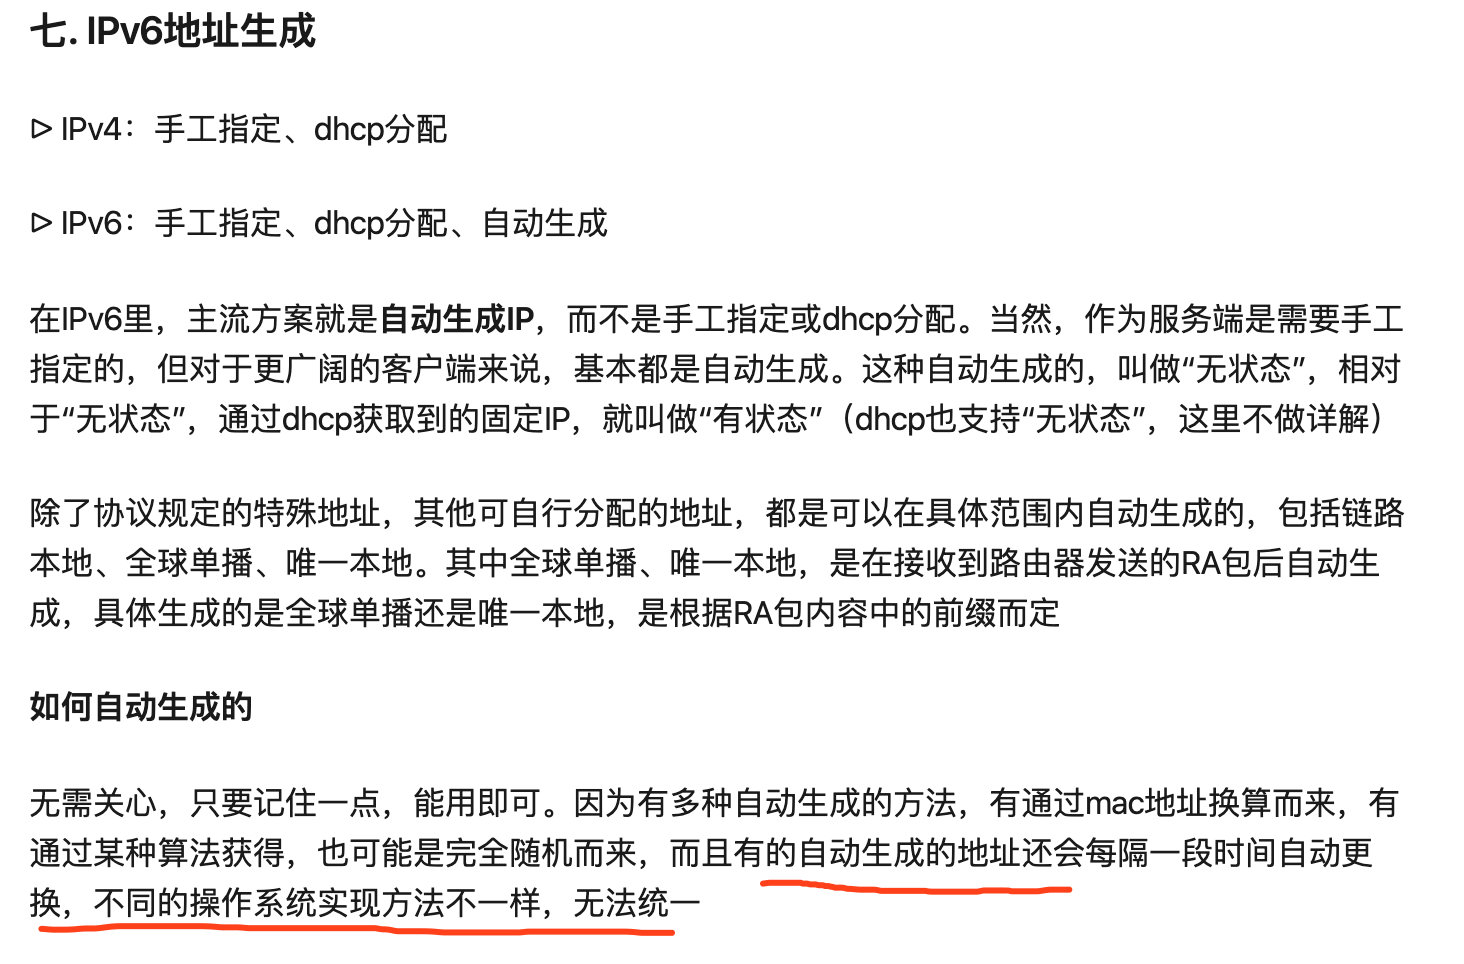 七. IPv6地址生成
▷ IPv4：手工指定、dhcp分配
▷ IPv6：手工指定、dhcp分配、自动生成
在IPv6里，主流方案就是自动生成IP，而不是手工指定或dhcp分配。当然，作为服务端是需要手工
指定的，但对于更广阔的客户端来说，基本都是自动生成。这种自动生成的，叫做“无状态”，相对
于“无状态”，通过dhcp获取到的固定IP，就叫做“有状态”（dhcp也支持“无状态”，这里不做详解）
除了协议规定的特殊地址，其他可自行分配的地址，都是可以在具体范围内自动生成的，包括链路
本地、全球单播、唯一本地。其中全球单播、唯一本地，是在接收到路由器发送的RA包后自动生
成，具体生成的是全球单播还是唯一本地，是根据RA包内容中的前缀而定
如何自动生成的
无需关心，只要记住一点，能用即可。因为有多种自动生成的方法，有通过mac地址换算而来，有
通过某种算法获得，也可能是完全随机而来，而且有的自动生成的地址还会每隔一段时间自动更
换，不同的操作系统实现方法不一样，无法统一